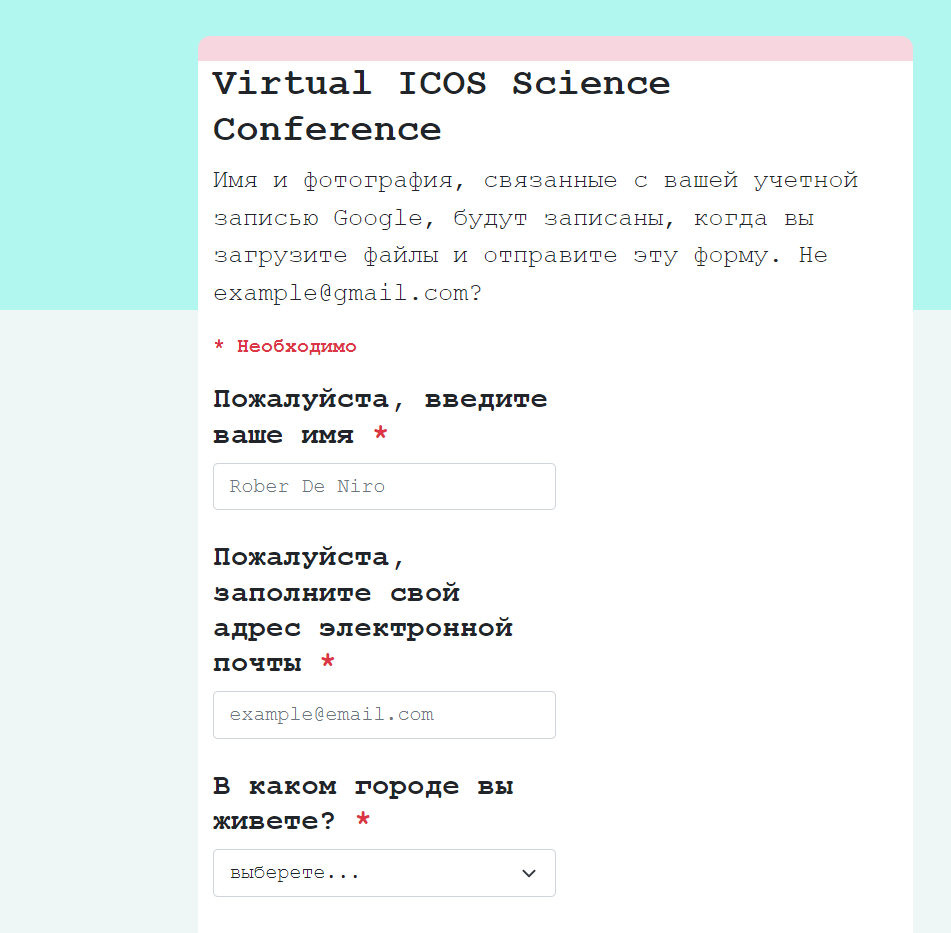 Virtual ICOS Science
Conference
Имя и фотография, связанные с вашей учетной
записью Google, будут записаны, когда вы
загрузите файлы и отправите эту форму. Не
example@gmail.com?
* Необходимо
Пожалуйста, введите
ваше имя *
Rober De Niro
Пожалуйста,
заполните свой
адрес электронной
почты *
example@email.com
В каком городе вы
живете? *
выберете...